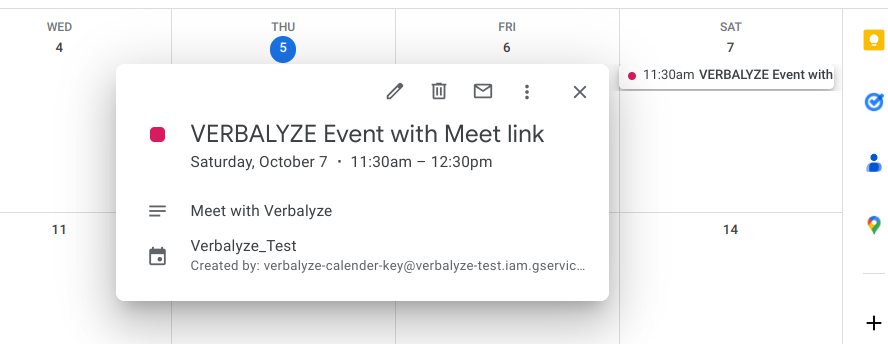 WED
THU
FRI
SAT
4
5
6
7
11:30am VERBALYZE Event with
VERBALYZE Event with Meet link
Saturday, October 7 · 11:30am – 12:30pm
Meet with Verbalyze
Verbalyze_Test
Created by: verbalyze-calender-key@verbalyze-test.iam.gservic...
11
14